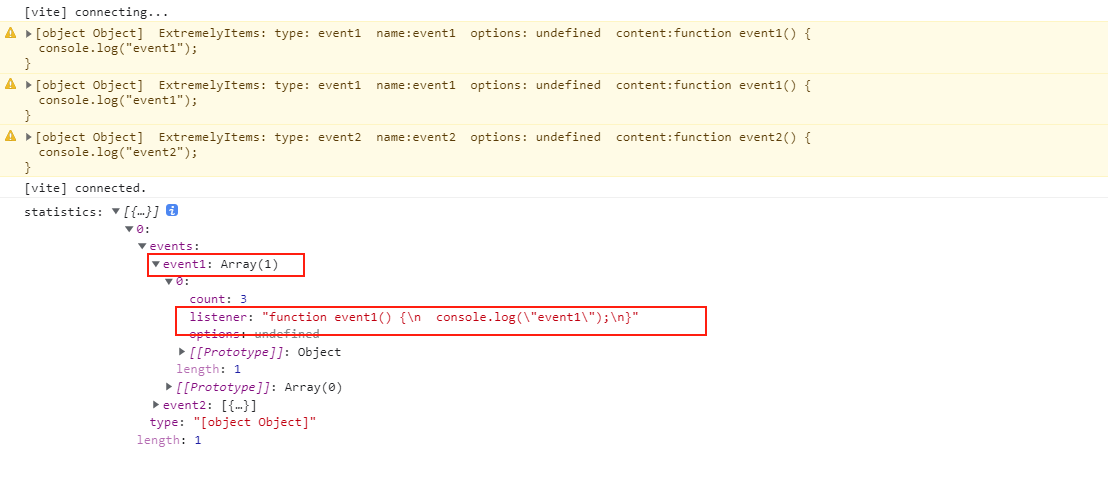 [vite] connecting...
[object Object]  ExtremelyItems: type: event1  name:event1  options: undefined  content:function event1() {
console.log("event1");
}
[object Object]  ExtremelyItems: type: event1  name:event1  options: undefined  content:function event1() {
console.log("event1");
}
[object Object]  ExtremelyItems: type: event2  name:event2  options: undefined  content:function event2() {
console.log("event2");
}
[vite] connected.
statistics: [{…}] i
0:
events:
event1: Array(1)
0:
count: 3
listener: "function event1() {\n  console.log(\"event1\");\n}"
options: undefined
[[Prototype]]: Object
length: 1
[[Prototype]]: Array(0)
event2: [{…}]
type: "[object Object]"
length: 1